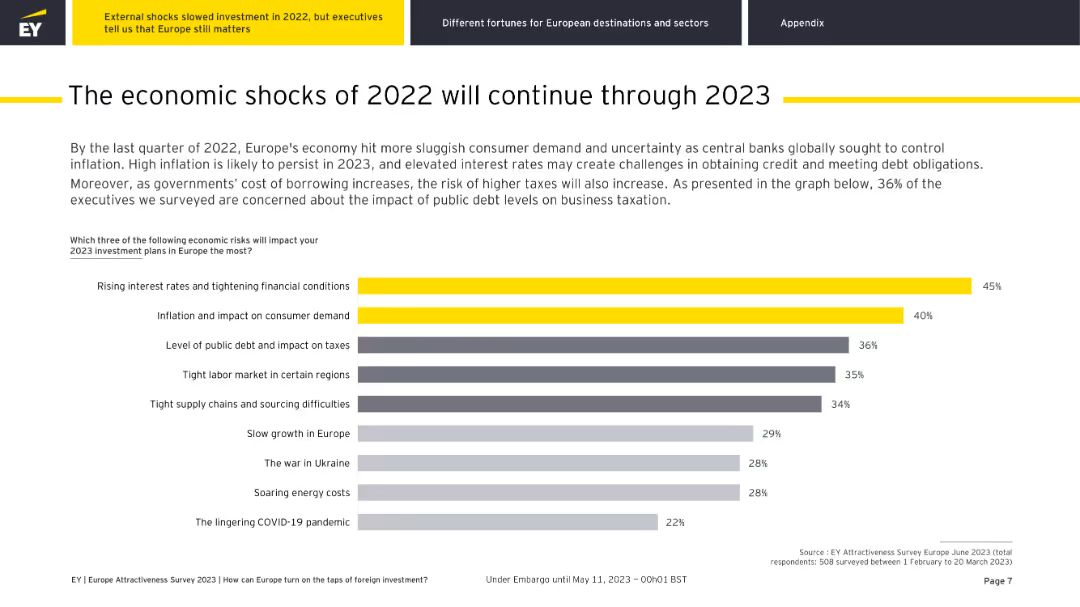 EY
External shocks slowed investment in 2022, but executives
tell us that Europe still matters
Different fortunes for European destinations and sectors
Appendix
The economic shocks of 2022 will continue through 2023
By the last quarter of 2022, Europe's economy hit more sluggish consumer demand and uncertainty as central banks globally sought to control
inflation. High inflation is likely to persist in 2023, and elevated interest rates may create challenges in obtaining credit and meeting debt obligations.
Moreover, as governments' cost of borrowing increases, the risk of higher taxes will also increase. As presented in the graph below, 36% of the
executives we surveyed are concerned about the impact of public debt levels on business taxation.
Which three of the following economic risks will impact your
2023 investment plans in Europe the most?
Rising interest rates and tightening financial conditions 45%
Inflation and impact on consumer demand 40%
Level of public debt and impact on taxes 36%
Tight labor market in certain regions 35%
Tight supply chains and sourcing difficulties 34%
Slow growth in Europe 29%
The war in Ukraine 28%
Soaring energy costs 28%
The lingering COVID-19 pandemic 22%
Source : EY Attractiveness Survey Europe June 2023 (total
respondents: 508 surveyed between 1 February to 20 March 2023)
EY | Europe Attractiveness Survey 2023 | How can Europe turn on the taps of foreign investment?
Under Embargo until May 11, 2023 – 00h01 BST
Page 7